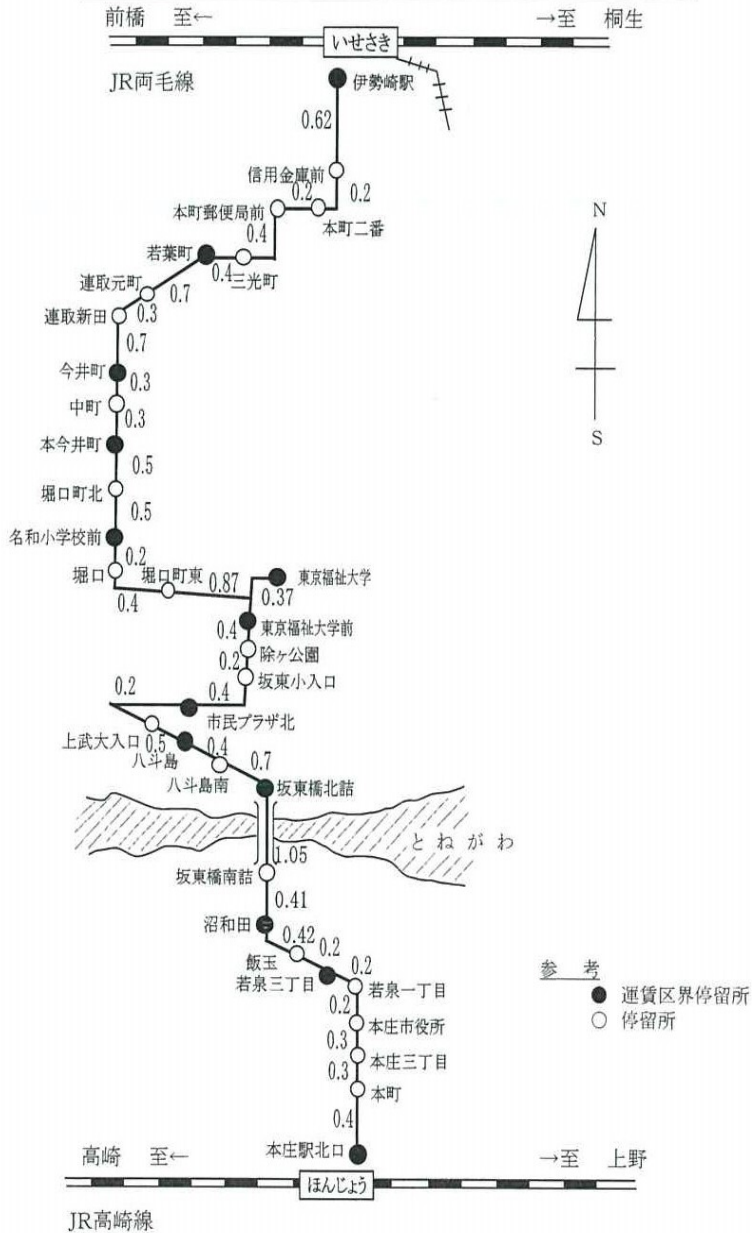 前橋 至← →至 桐生
いせさき
JR両毛線
伊勢崎駅
0.62
信用金庫前
0.2 0.2
本町郵便局前
本町二番
0.4
若葉町
0.4 三光町
連取元町 0.7
0.3
連取新田
0.7
今井町
0.3
中町
0.3
本今井町
0.5
堀口町北
0.5
名和小学校前
0.2
堀口 堀口町東 0.87 東京福祉大学
0.4 0.37
0.4 東京福祉大学前
除ヶ公園
0.2
坂東小入口
0.2 0.4
市民プラザ北
上武大入口 0.5 0.4 0.7
八斗島
八斗島南 坂東橋北詰
とねがわ
1.05
坂東橋南詰
0.41
沼和田
0.42 0.2
飯玉 0.2
若泉三丁目 若泉一丁目
0.2
本庄市役所
0.3
本庄三丁目
0.3
本町
0.4
本庄駅北口
N
S
参考
運賃区界停留所
停留所
高崎 至← →至 上野
ほんじょう
JR高崎線